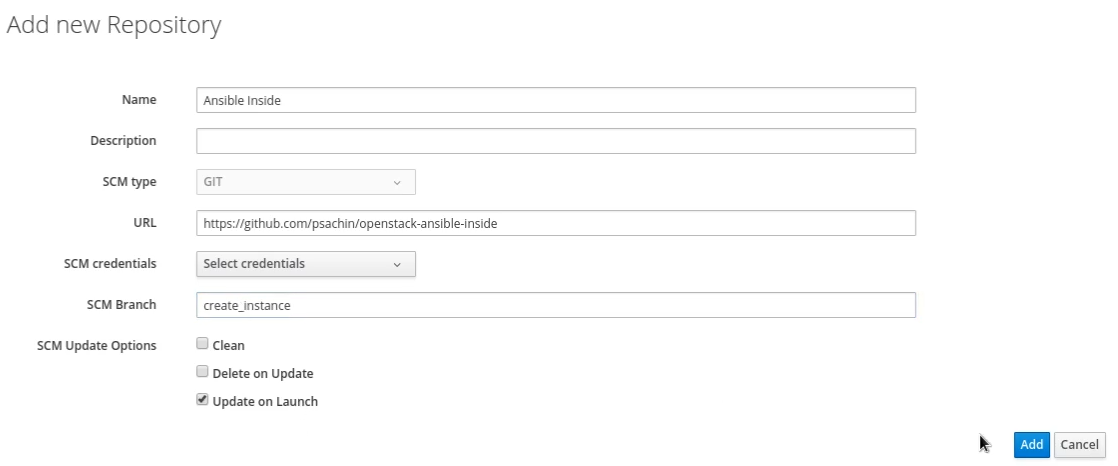 Add new Repository
Name Ansible Inside
Description
SCM type GIT
URL https://github.com/psachin/openstack-ansible-inside
SCM credentials Select credentials
SCM Branch create_instance
SCM Update Options Clean
Delete on Update
Update on Launch
Add Cancel